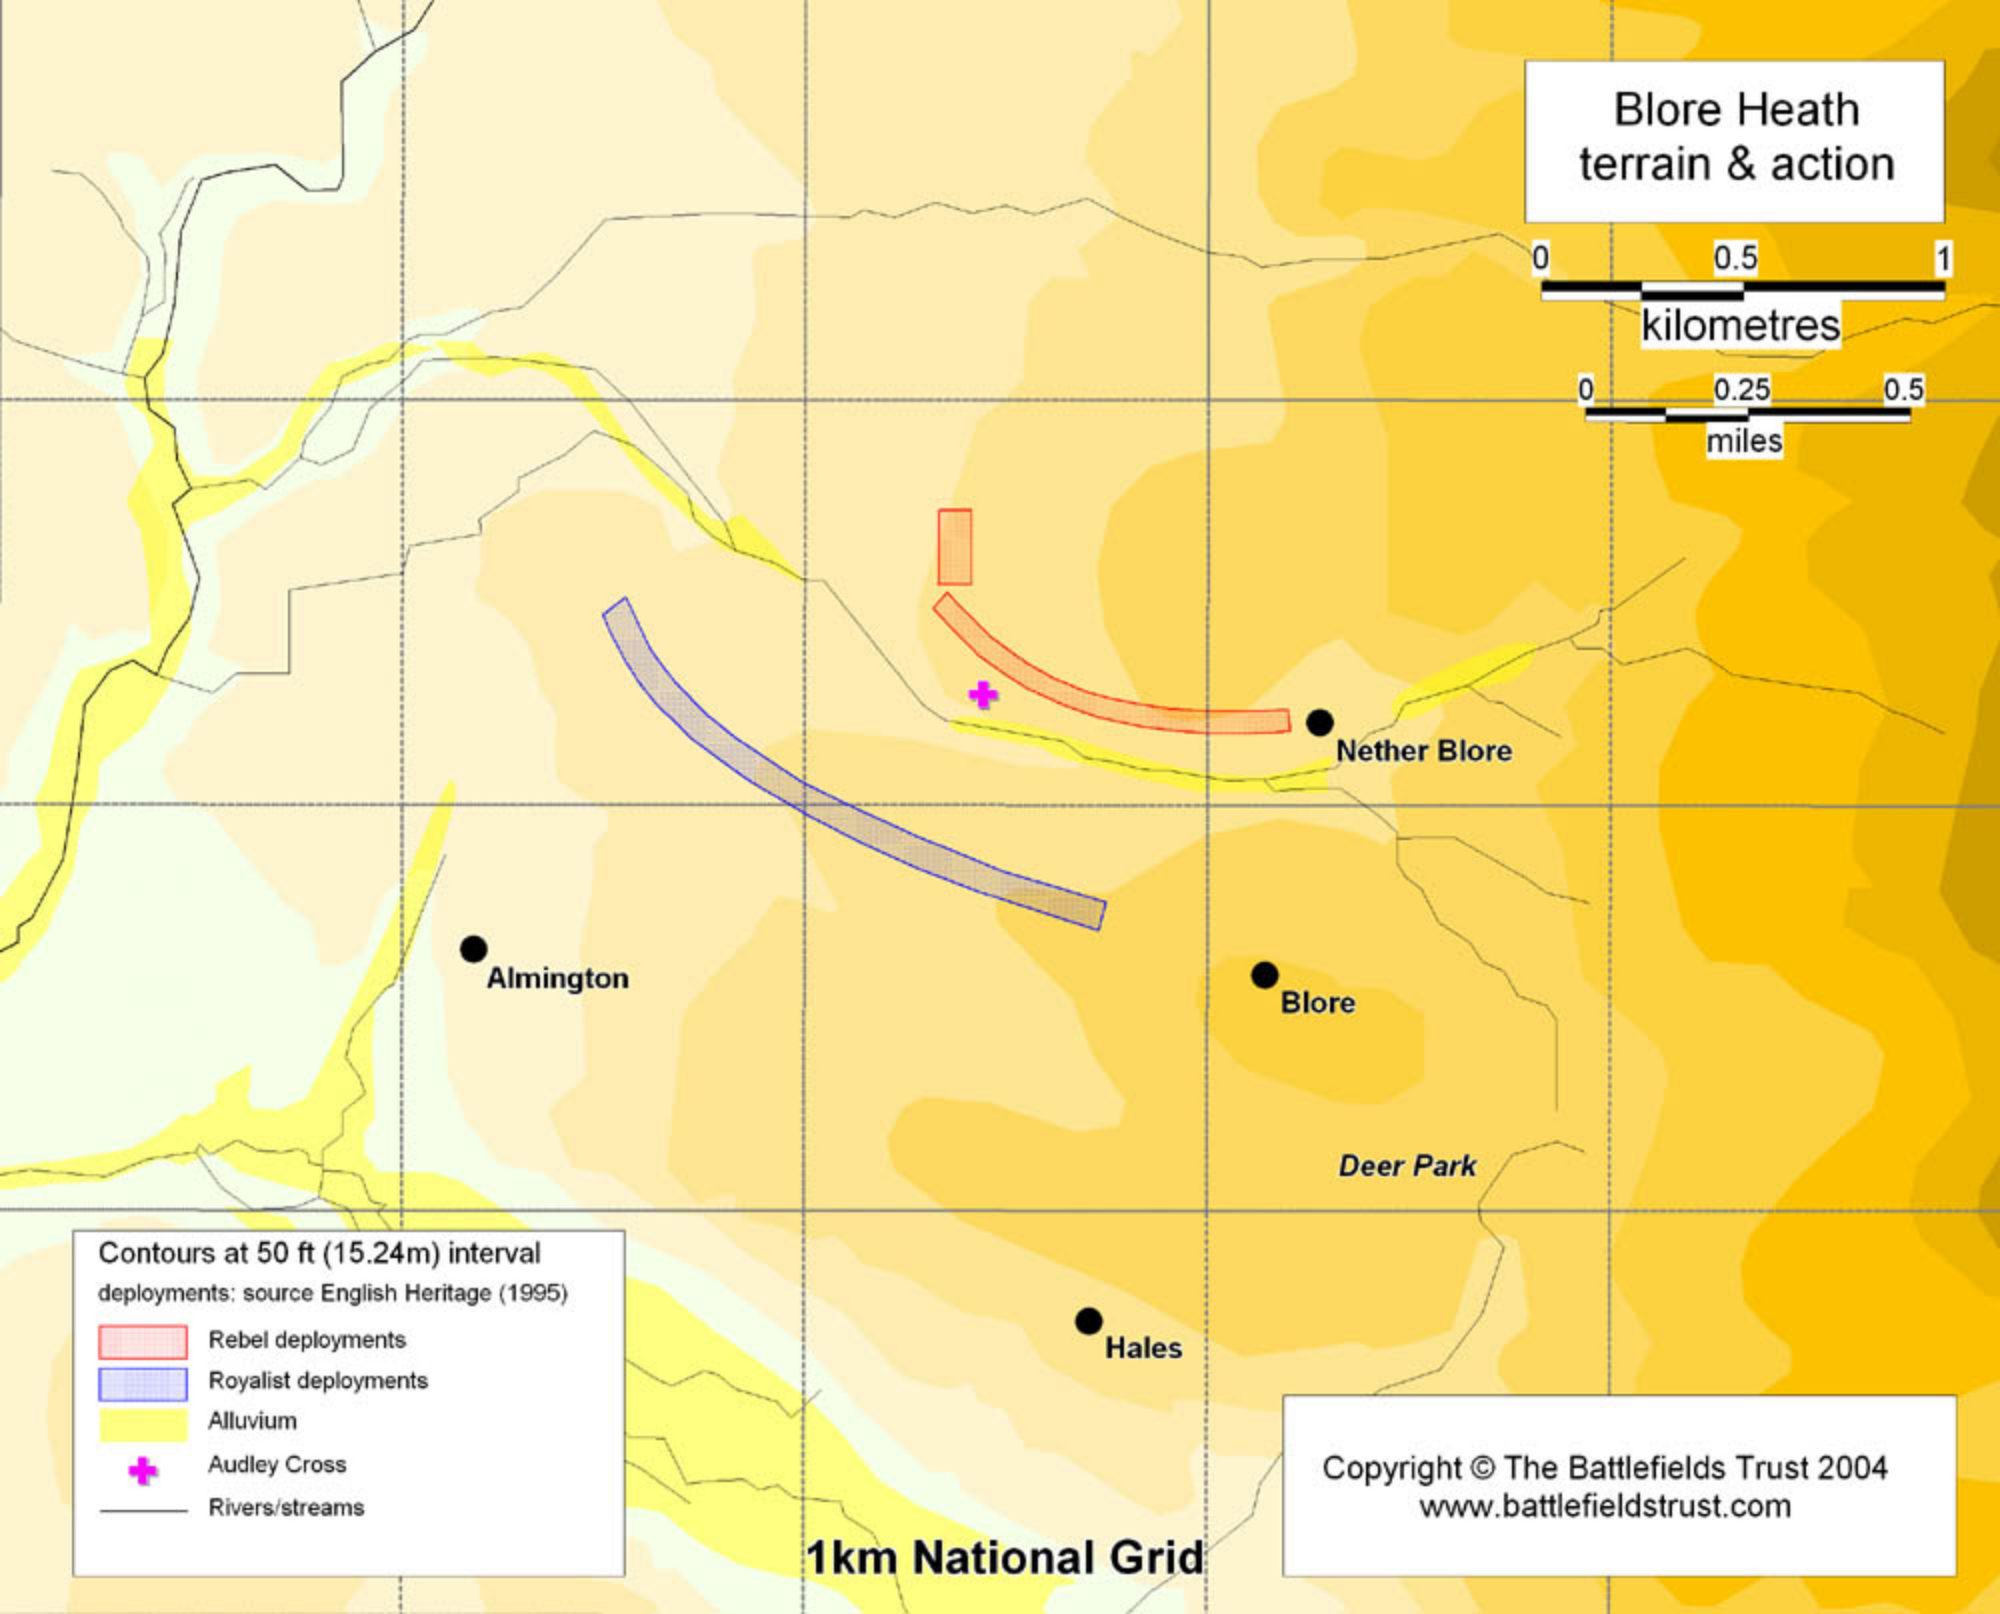 Blore Heath
terrain & action
0 0.5 1
kilometres
0 0.25 0.5
miles
Nether Blore
Almington
Blore
Deer Park
Hales
Contours at 50 ft (15.24m) interval
deployments: source English Heritage (1995)
Rebel deployments
Royalist deployments
Alluvium
Audley Cross
Rivers/streams
Copyright © The Battlefields Trust 2004
www.battlefieldstrust.com
1km National Grid